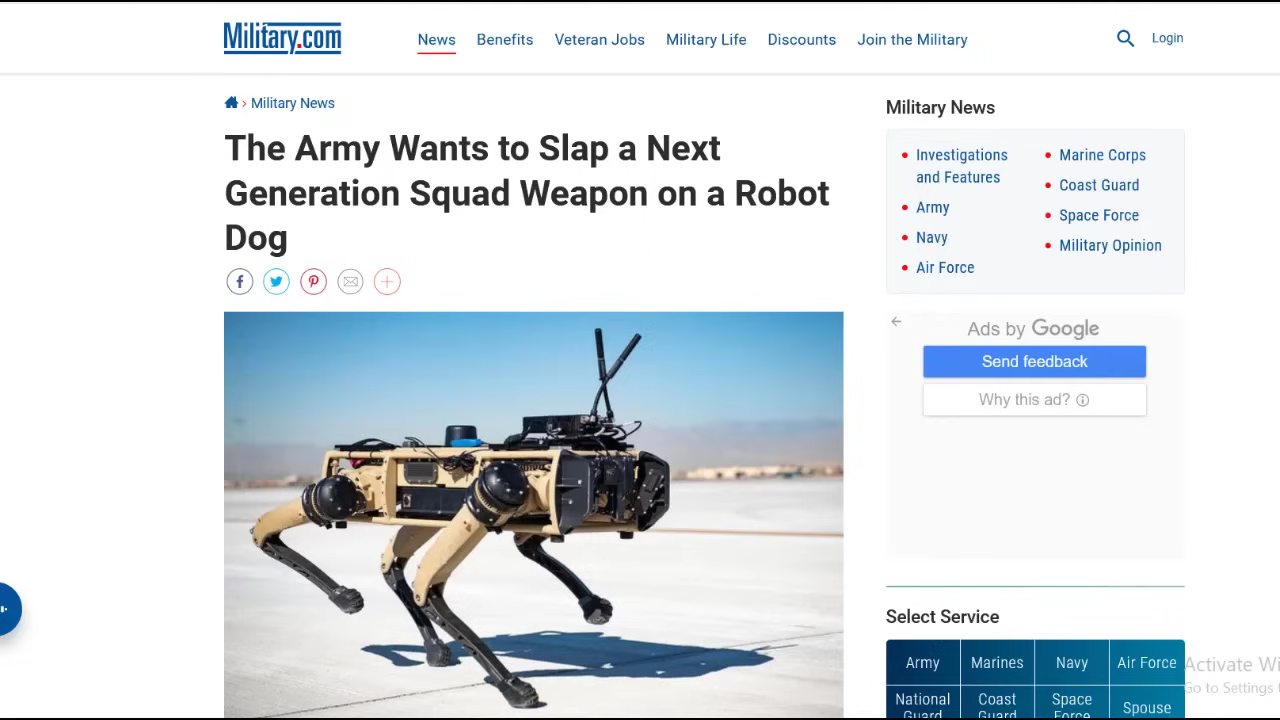 Military.com
News Benefits Veteran Jobs Military Life Discounts Join the Military
Login
Military News
The Army Wants to Slap a Next
Generation Squad Weapon on a Robot
Dog
Military News
Investigations
and Features
Army
Navy
Air Force
Marine Corps
Coast Guard
Space Force
Military Opinion
Ads by Google
Send feedback
Why this ad?
Select Service
Army Marines Navy Air Force
National Guard
Coast Guard
Space Force
Spouse
Activate Wi
Go to Settings t